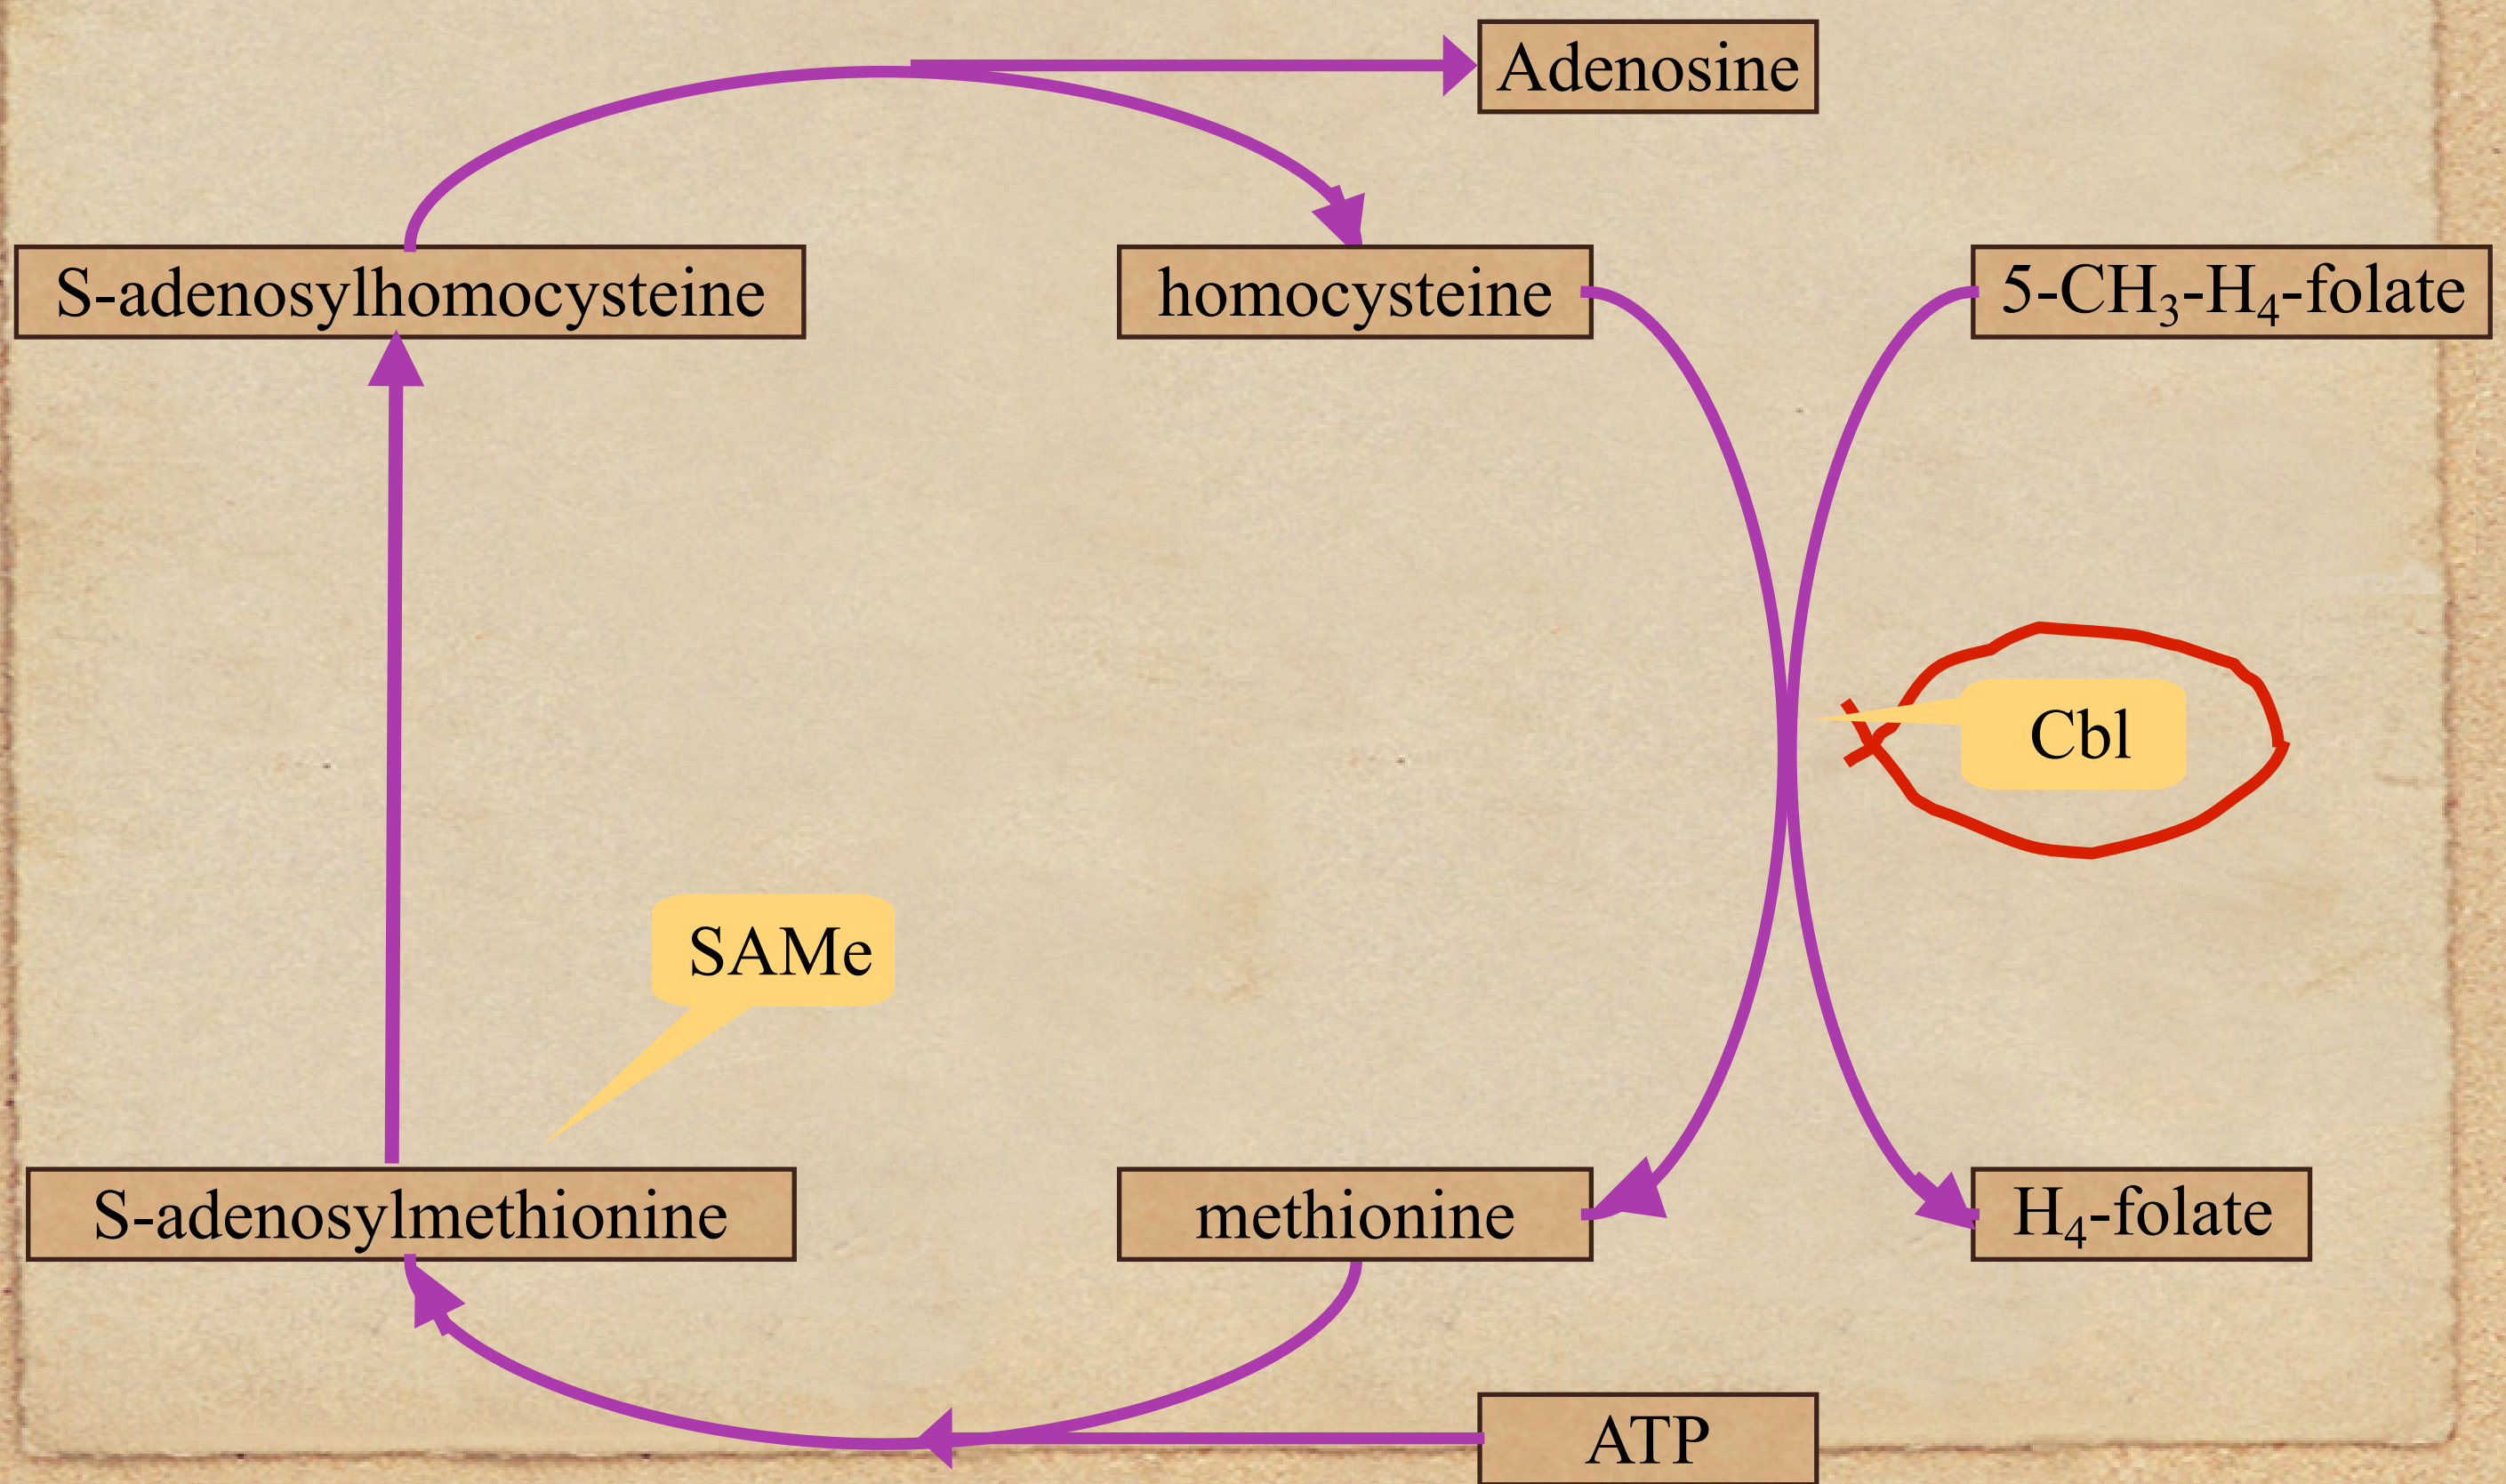 Adenosine
S-adenosylhomocysteine
homocysteine
5-CH₃-H₄-folate
Cbl
SAMe
S-adenosylmethionine
methionine
H₄-folate
ATP